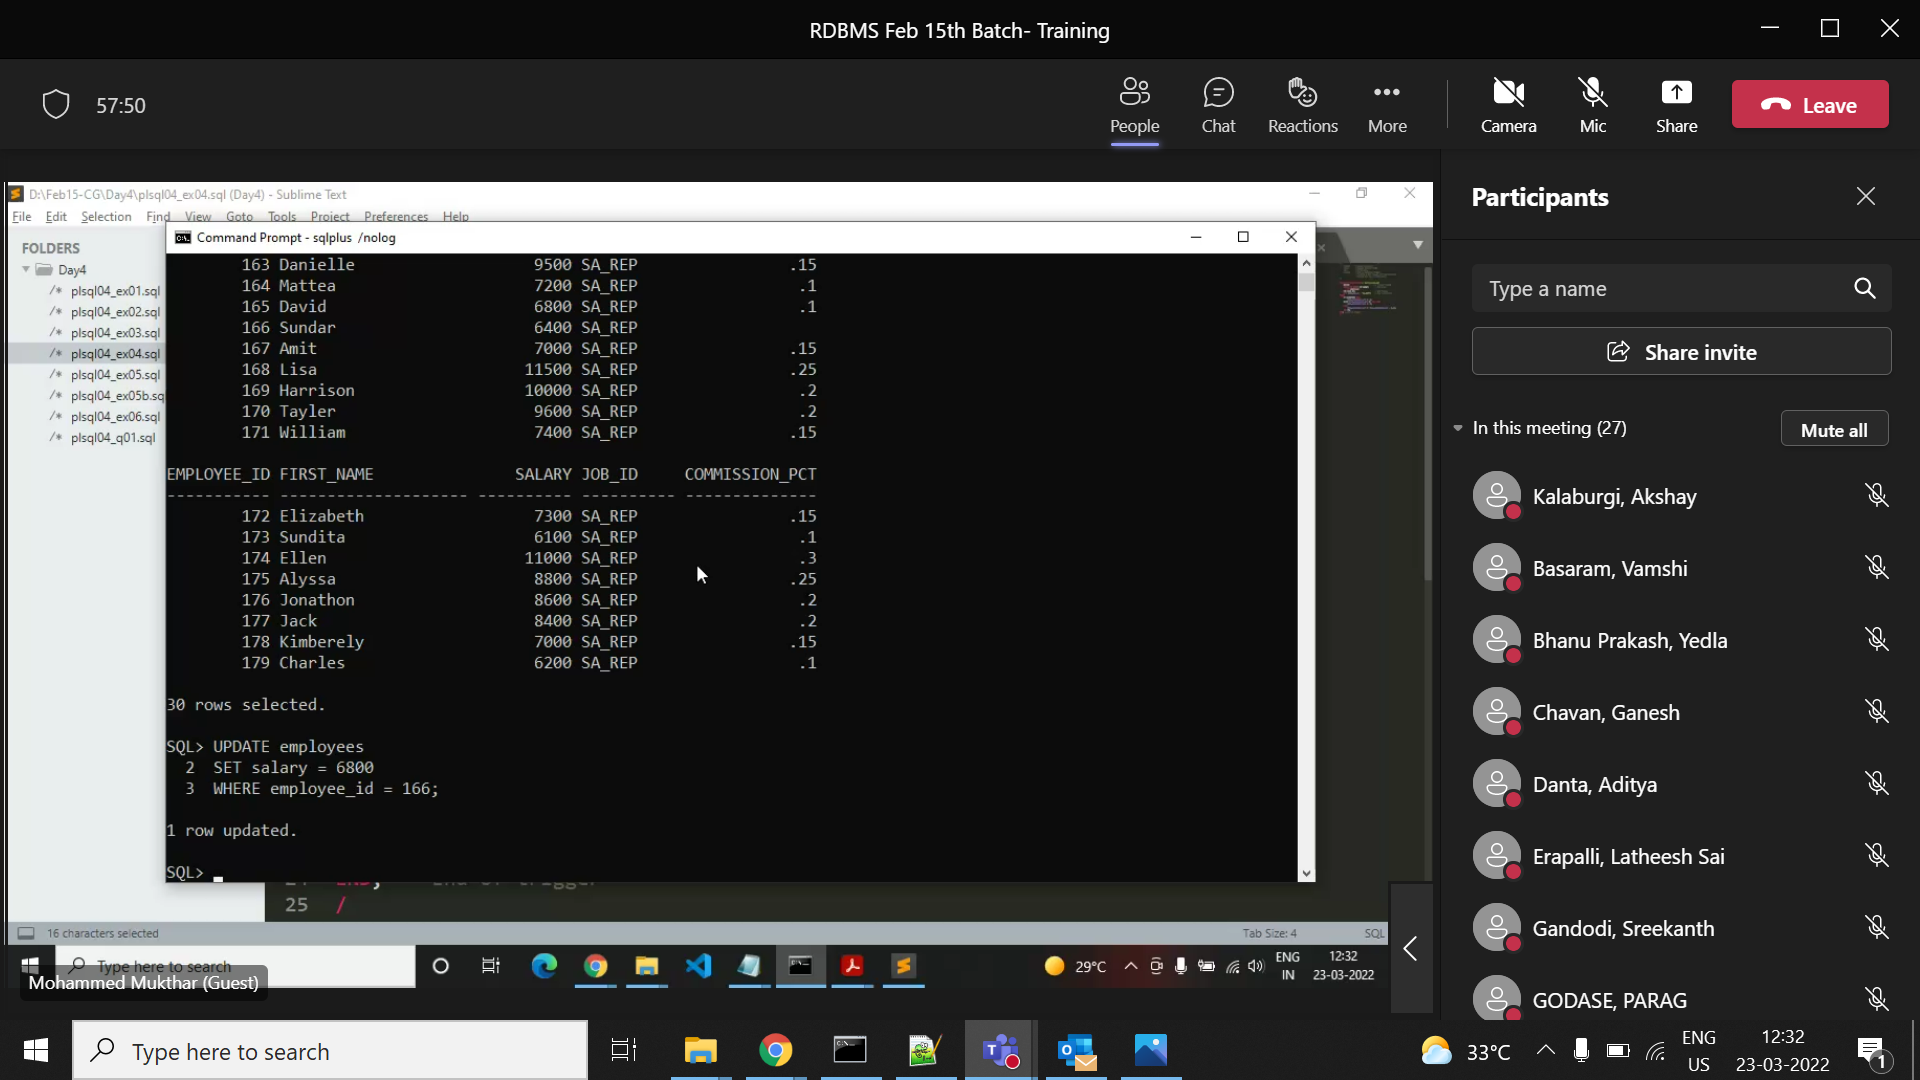 RDBMS Feb 15th Batch- Training
57:50
People
Chat
Reactions
More
Camera
Mic
Share
Leave
D:\Feb15-CG\Day4\plsql04_ex04.sql (Day4) - Sublime Text
File Edit Selection Find View Goto Tools Project Preferences Help
FOLDERS
Day4
/* plsql04_ex01.sql
/* plsql04_ex02.sql
/* plsql04_ex03.sql
/* plsql04_ex04.sql
/* plsql04_ex05.sql
/* plsql04_ex05b.sq
/* plsql04_ex06.sql
/* plsql04_q01.sql
Command Prompt - sqlplus /nolog
163 Danielle 9500 SA_REP .15
164 Mattea 7200 SA_REP .1
165 David 6800 SA_REP .1
166 Sundar 6400 SA_REP
167 Amit 7000 SA_REP .15
168 Lisa 11500 SA_REP .25
169 Harrison 10000 SA_REP .2
170 Tayler 9600 SA_REP .2
171 William 7400 SA_REP .15
EMPLOYEE_ID FIRST_NAME SALARY JOB_ID COMMISSION_PCT
----------- -------------------- ---------- ---------- --------------
172 Elizabeth 7300 SA_REP .15
173 Sundita 6100 SA_REP .1
174 Ellen 11000 SA_REP .3
175 Alyssa 8800 SA_REP .25
176 Jonathon 8600 SA_REP .2
177 Jack 8400 SA_REP .2
178 Kimberely 7000 SA_REP .15
179 Charles 6200 SA_REP .1
30 rows selected.
SQL> UPDATE employees
2 SET salary = 6800
3 WHERE employee_id = 166;
1 row updated.
SQL>
25 /
16 characters selected
Tab Size: 4
SQL
Type here to search
29°C
ENG
IN
12:32
23-03-2022
Mohammed Mukthar (Guest)
Participants
Type a name
Share invite
In this meeting (27)
Mute all
Kalaburgi, Akshay
Basaram, Vamshi
Bhanu Prakash, Yedla
Chavan, Ganesh
Danta, Aditya
Erapalli, Latheesh Sai
Gandodi, Sreekanth
GODASE, PARAG
Type here to search
33°C
ENG
US
12:32
23-03-2022
1